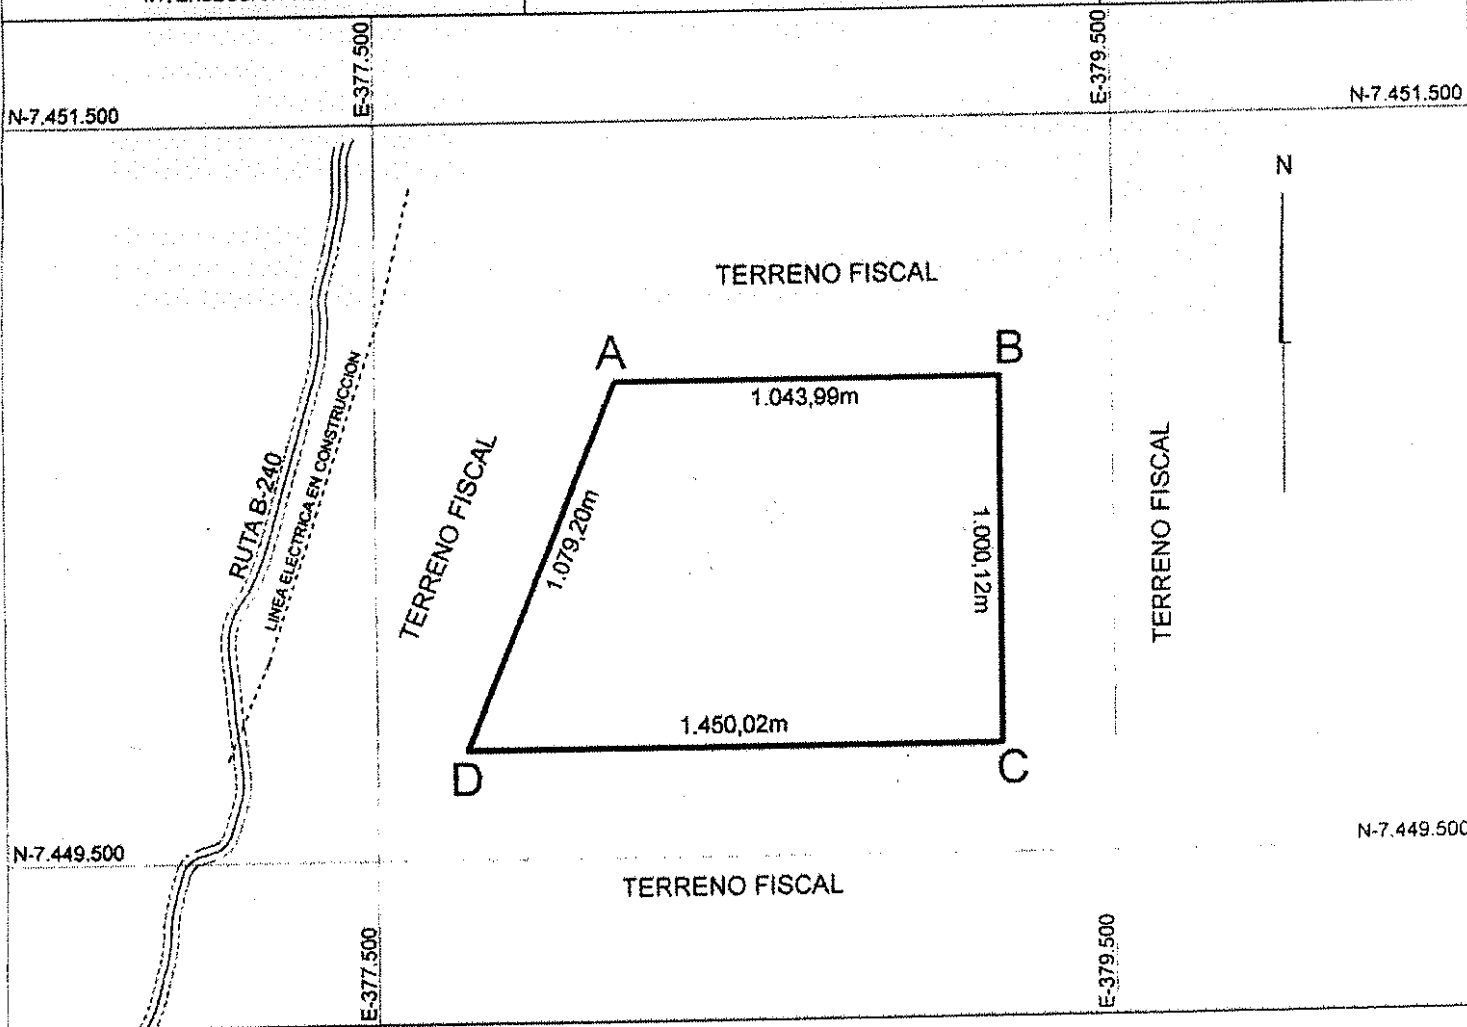 E-377.500
E-379.500
N-7.451.500
N-7.451.500
N
TERRENO FISCAL
A
B
1.043,99m
RUTA B-240
LINEA ELECTRICA EN CONSTRUCCION
TERRENO FISCAL
1.079,20m
1.000,12m
TERRENO FISCAL
1.450,02m
D
C
N-7.449.500
N-7.449.500
TERRENO FISCAL
E-377.500
E-379.500